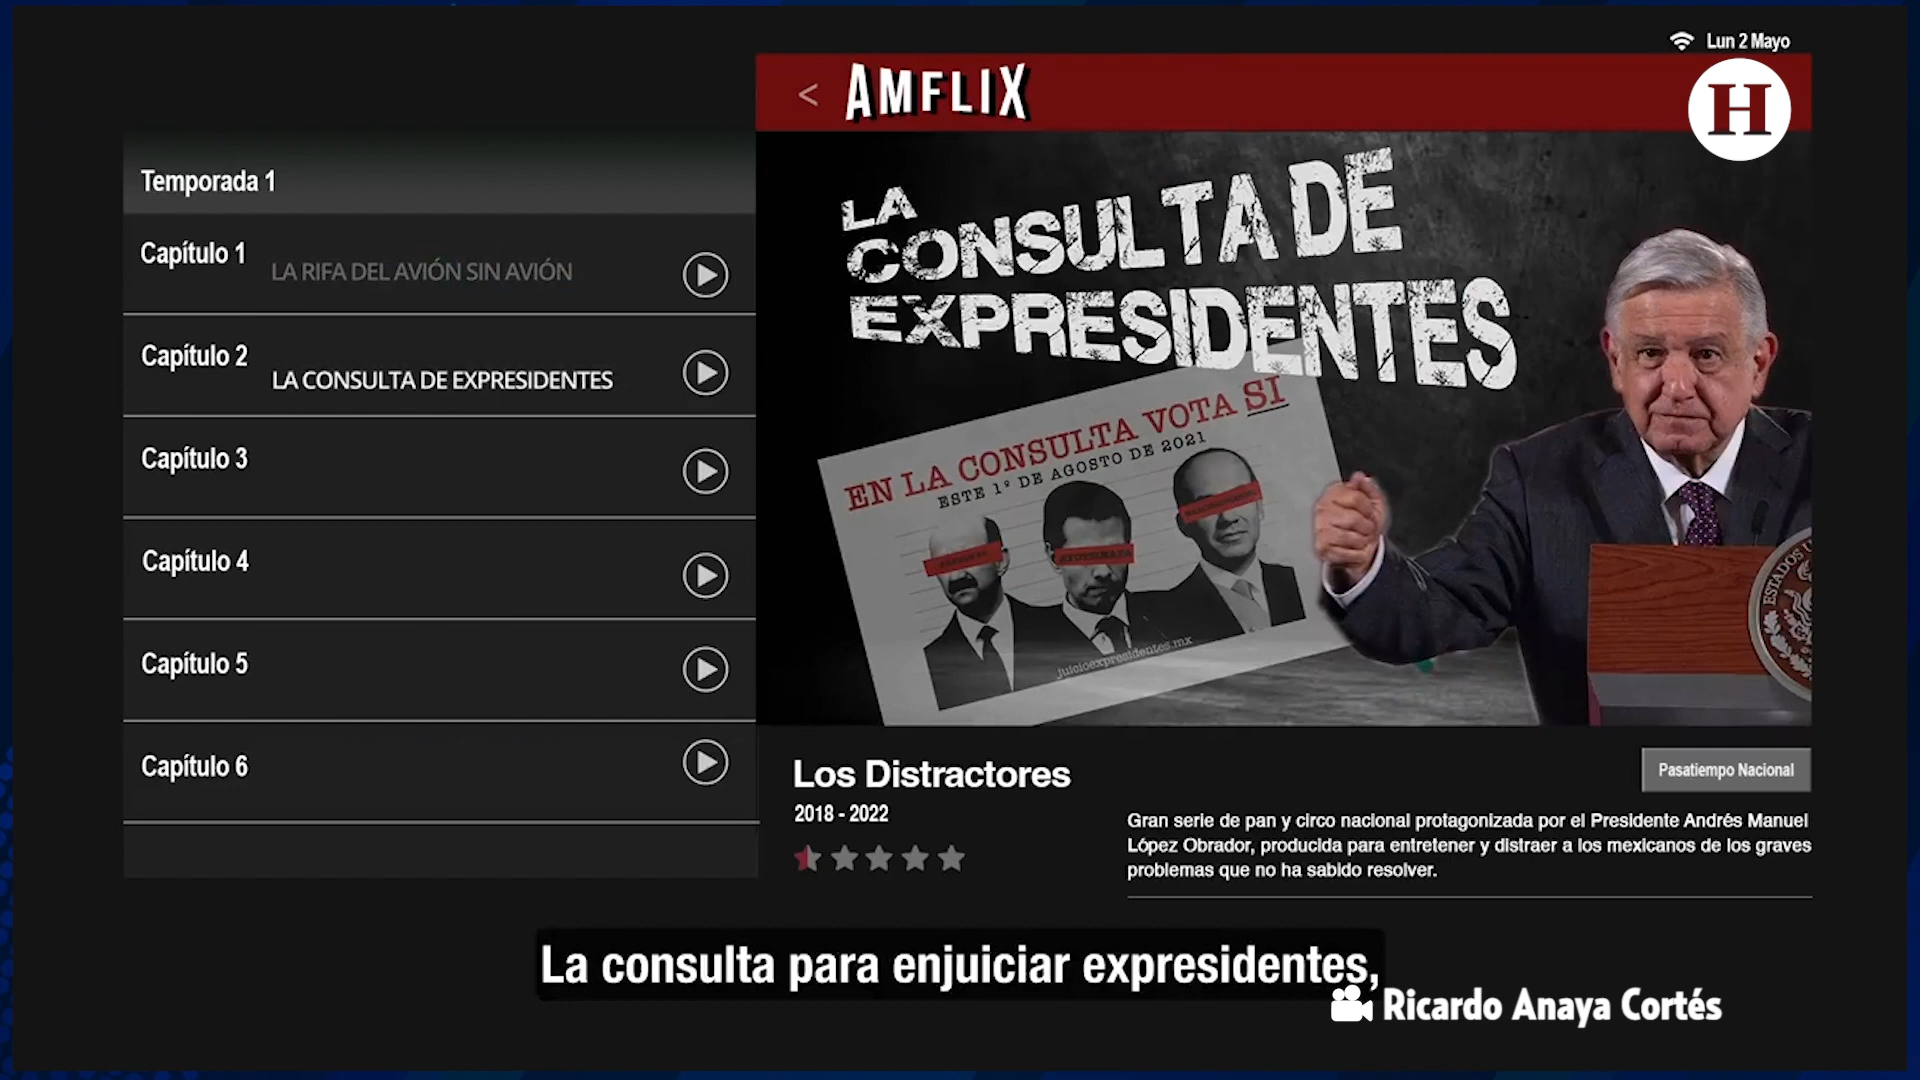 Lun 2 Mayo
< AMFLIX
H
Temporada 1
Capítulo 1
LA RIFA DEL AVIÓN SIN AVIÓN
Capítulo 2
LA CONSULTA DE EXPRESIDENTES
Capítulo 3
Capítulo 4
Capítulo 5
Capítulo 6
LA
CONSULTA DE
EXPRESIDENTES
EN LA CONSULTA VOTA SI
ESTE 1º DE AGOSTO DE 2021
juicioexpresidentes.mx
ESTADOS U
Los Distractores
2018 - 2022
Pasatiempo Nacional
Gran serie de pan y circo nacional protagonizada por el Presidente Andrés Manuel
López Obrador, producida para entretener y distraer a los mexicanos de los graves
problemas que no ha sabido resolver.
La consulta para enjuiciar expresidentes,
Ricardo Anaya Cortés